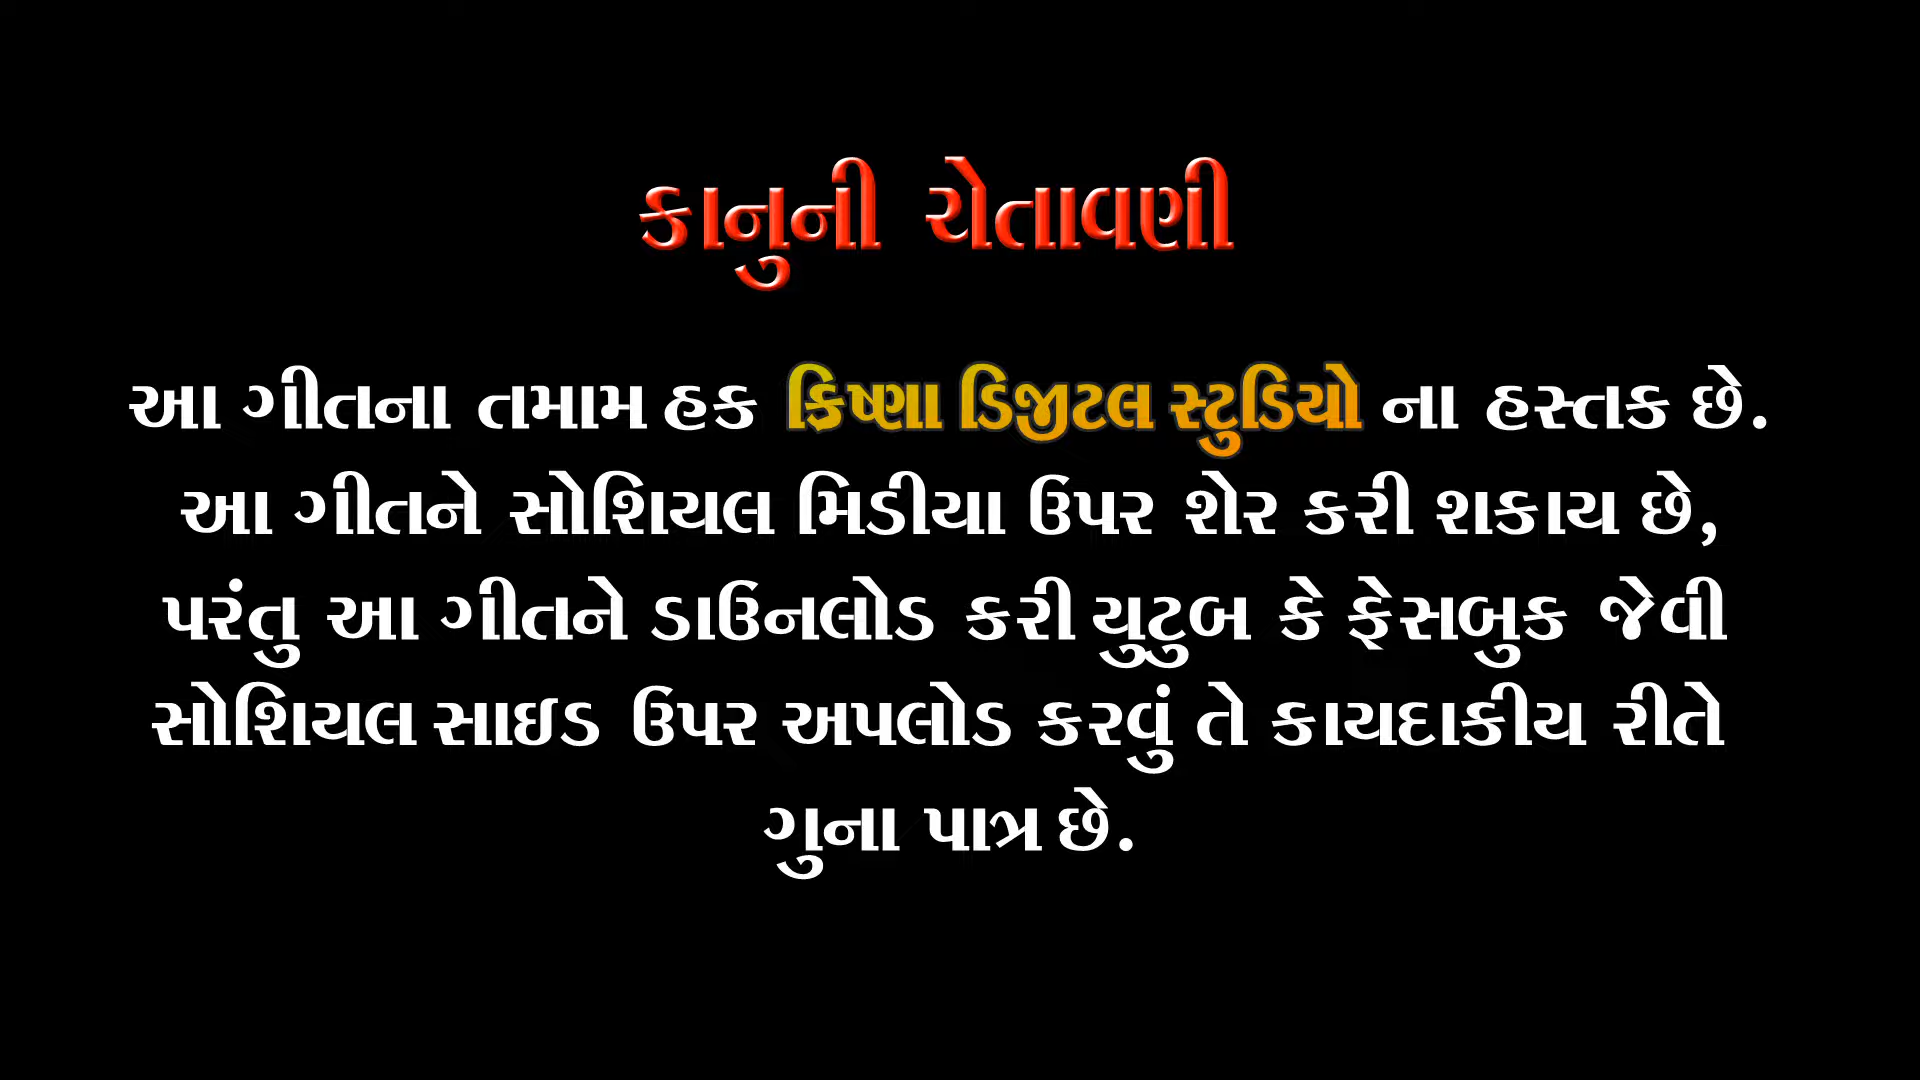 કાનુની ચેતાવણી
આ ગીતના તમામ હક ક્રિષ્ણા ડિજીટલ સ્ટુડિયો ના હસ્તક છે.
આ ગીતને સોશિયલ મિડીયા ઉપર શેર કરી શકાય છે,
પરંતુ આ ગીતને ડાઉનલોડ કરી યુટુબ કે ફેસબુક જેવી
સોશિયલ સાઇડ ઉપર અપલોડ કરવું તે કાયદાકીય રીતે
ગુના પાત્ર છે.